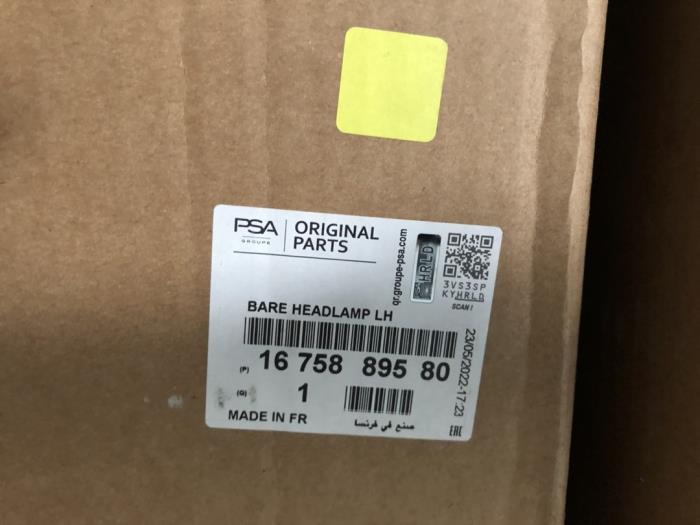 PSA
GROUPE
ORIGINAL
PARTS
qr.groupe-psa.com
HRLD
3VS3SP
KYHRLD
SCAN !
BARE HEADLAMP LH
(P) 16 758 895 80
(Q) 1
MADE IN FR
صنع في فرنسا
23/05/2022-17:23
EAC